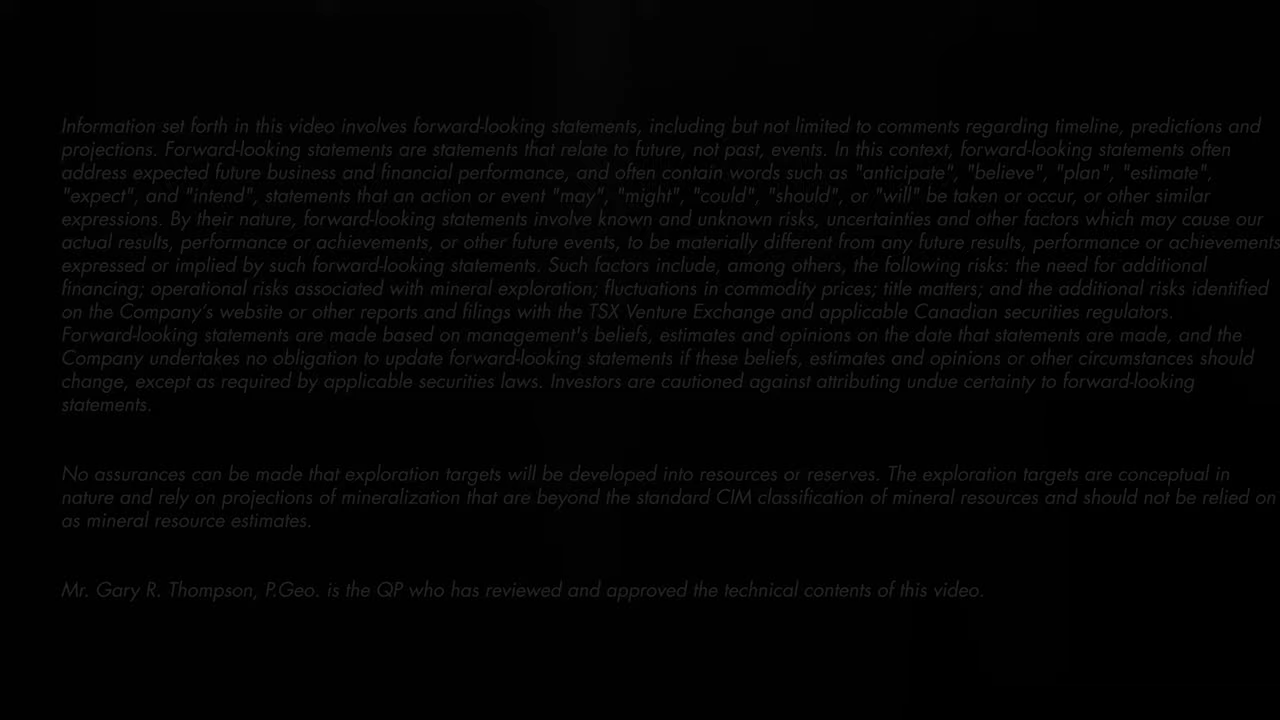 Information set forth in this video involves forward-looking statements, including but not limited to comments regarding timeline, predictions and
projections. Forward-looking statements are statements that relate to future, not past, events. In this context, forward-looking statements often
address expected future business and financial performance, and often contain words such as "anticipate", "believe", "plan", "estimate",
"expect", and "intend", statements that an action or event "may", "might", "could", "should", or "will" be taken or occur, or other similar
expressions. By their nature, forward-looking statements involve known and unknown risks, uncertainties and other factors which may cause our
actual results, performance or achievements, or other future events, to be materially different from any future results, performance or achievements
expressed or implied by such forward-looking statements. Such factors include, among others, the following risks: the need for additional
financing; operational risks associated with mineral exploration; fluctuations in commodity prices; title matters; and the additional risks identified
on the Company's website or other reports and filings with the TSX Venture Exchange and applicable Canadian securities regulators.
Forward-looking statements are made based on management's beliefs, estimates and opinions on the date that statements are made, and the
Company undertakes no obligation to update forward-looking statements if these beliefs, estimates and opinions or other circumstances should
change, except as required by applicable securities laws. Investors are cautioned against attributing undue certainty to forward-looking
statements.
No assurances can be made that exploration targets will be developed into resources or reserves. The exploration targets are conceptual in
nature and rely on projections of mineralization that are beyond the standard CIM classification of mineral resources and should not be relied on
as mineral resource estimates.
Mr. Gary R. Thompson, P.Geo. is the QP who has reviewed and approved the technical contents of this video.